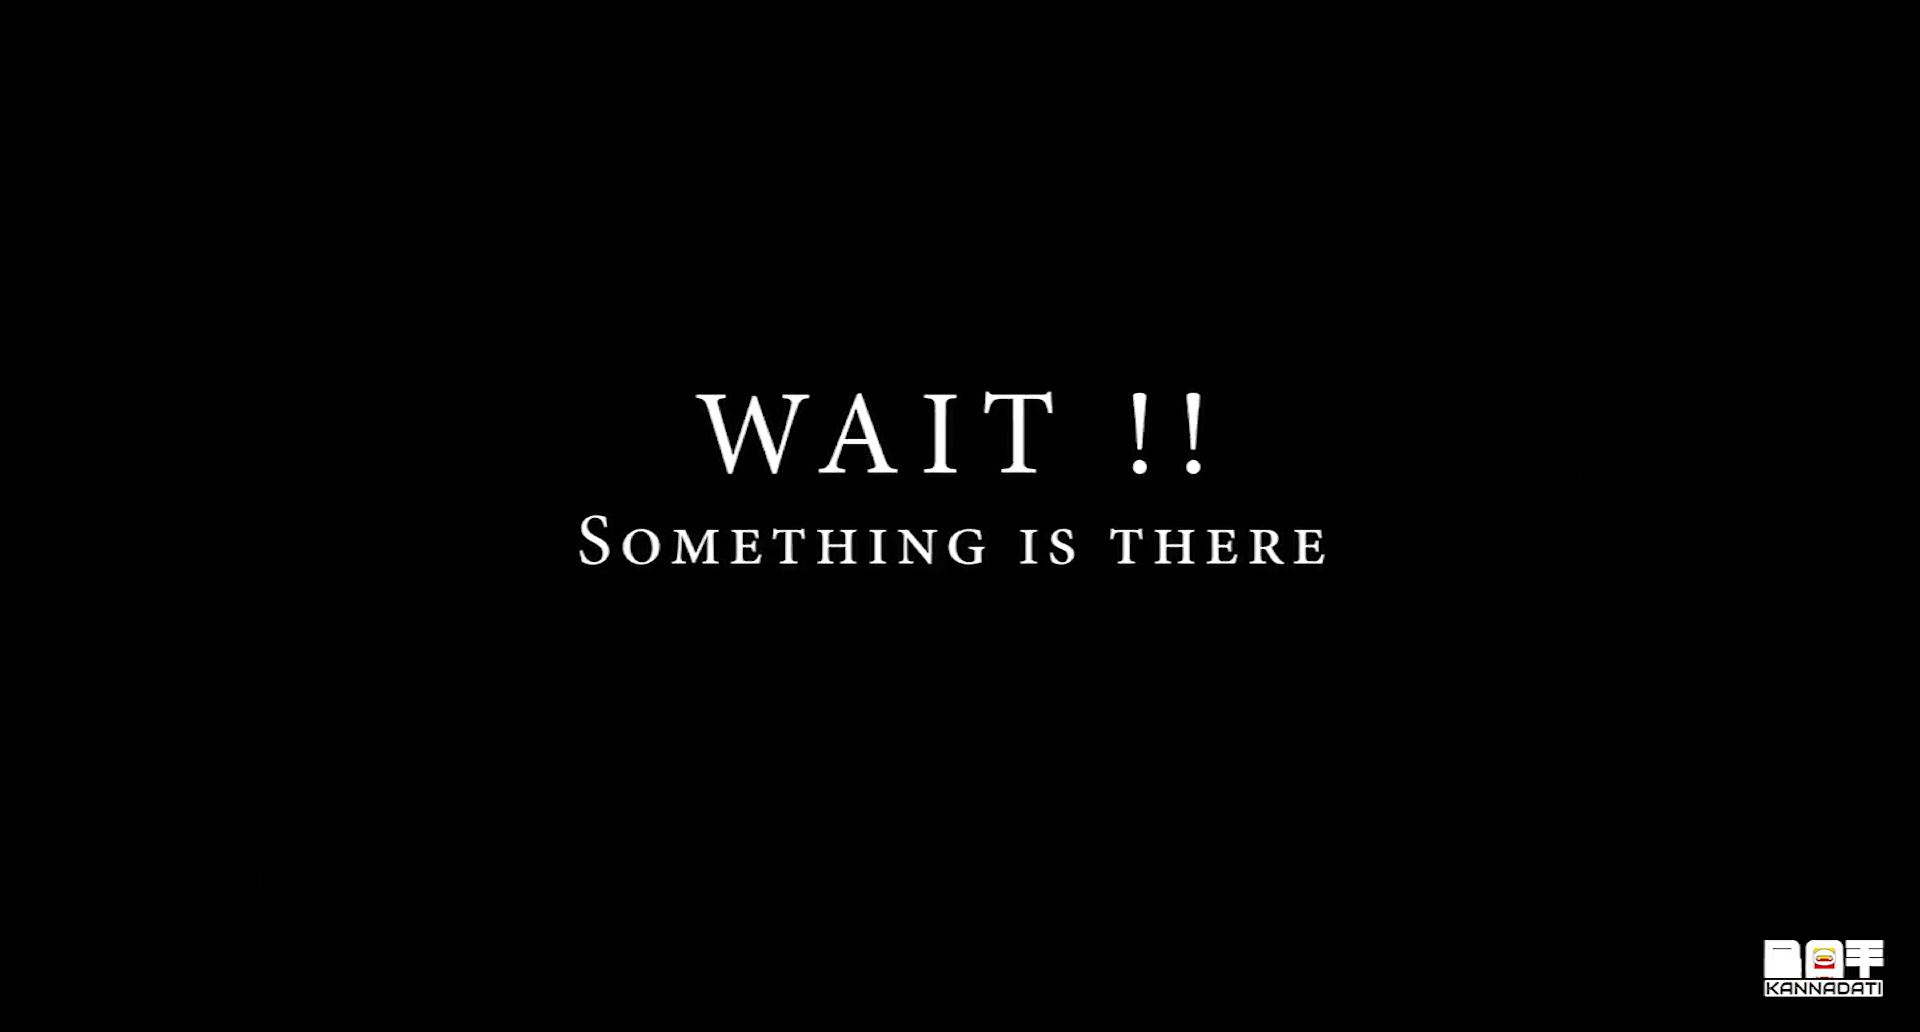 WAIT !!
SOMETHING IS THERE
KANNADATI